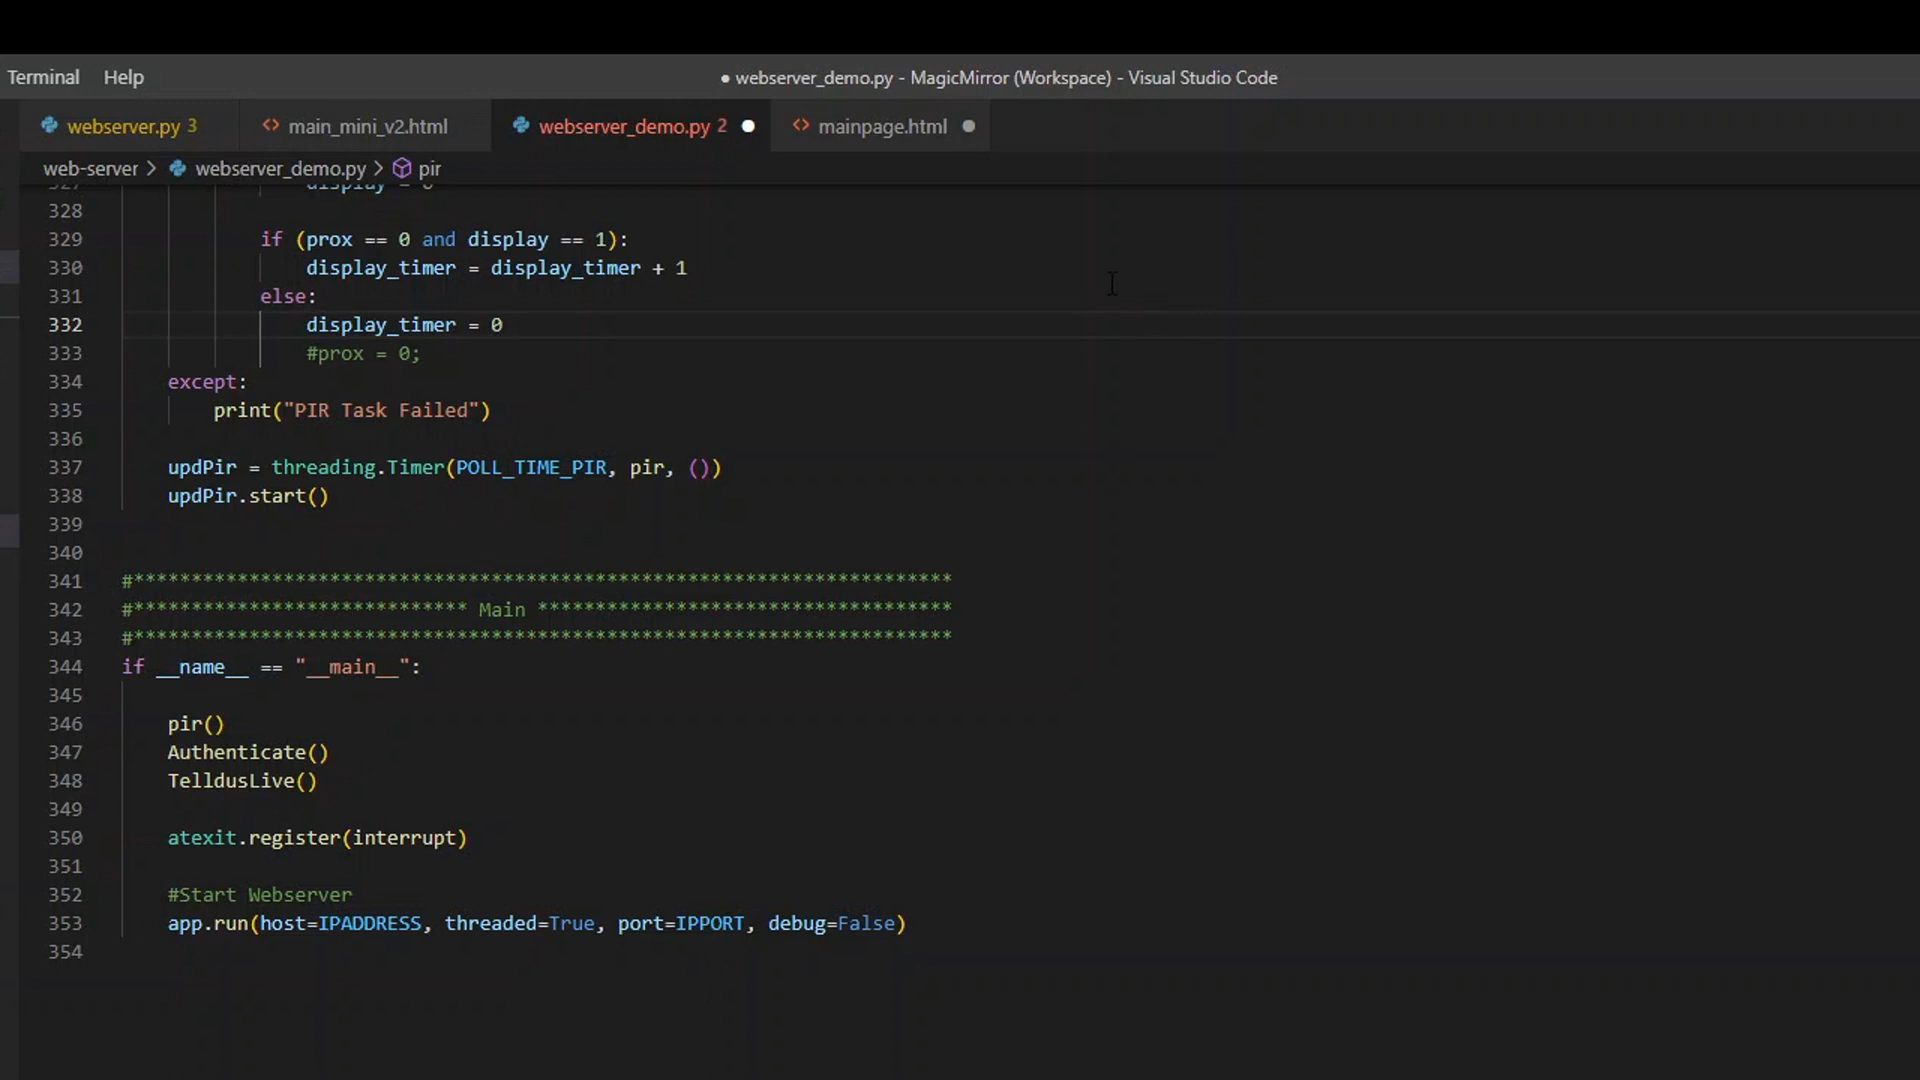 Terminal Help
● webserver_demo.py - MagicMirror (Workspace) - Visual Studio Code
webserver.py 3 main_mini_v2.html webserver_demo.py 2 mainpage.html
web-server > webserver_demo.py > pir
327 display = 0
328
329 if (prox == 0 and display == 1):
330 display_timer = display_timer + 1
331 else:
332 display_timer = 0
333 #prox = 0;
334 except:
335 print("PIR Task Failed")
336
337 updPir = threading.Timer(POLL_TIME_PIR, pir, ())
338 updPir.start()
339
340
341 #***********************************************************************
342 #***************************** Main ************************************
343 #***********************************************************************
344 if __name__ == "__main__":
345
346 pir()
347 Authenticate()
348 TelldusLive()
349
350 atexit.register(interrupt)
351
352 #Start Webserver
353 app.run(host=IPADDRESS, threaded=True, port=IPPORT, debug=False)
354